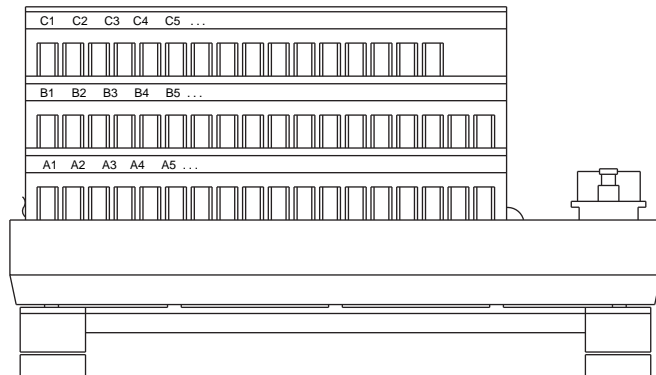 C1 C2 C3 C4 C5 ...
B1 B2 B3 B4 B5 ...
A1 A2 A3 A4 A5 ...